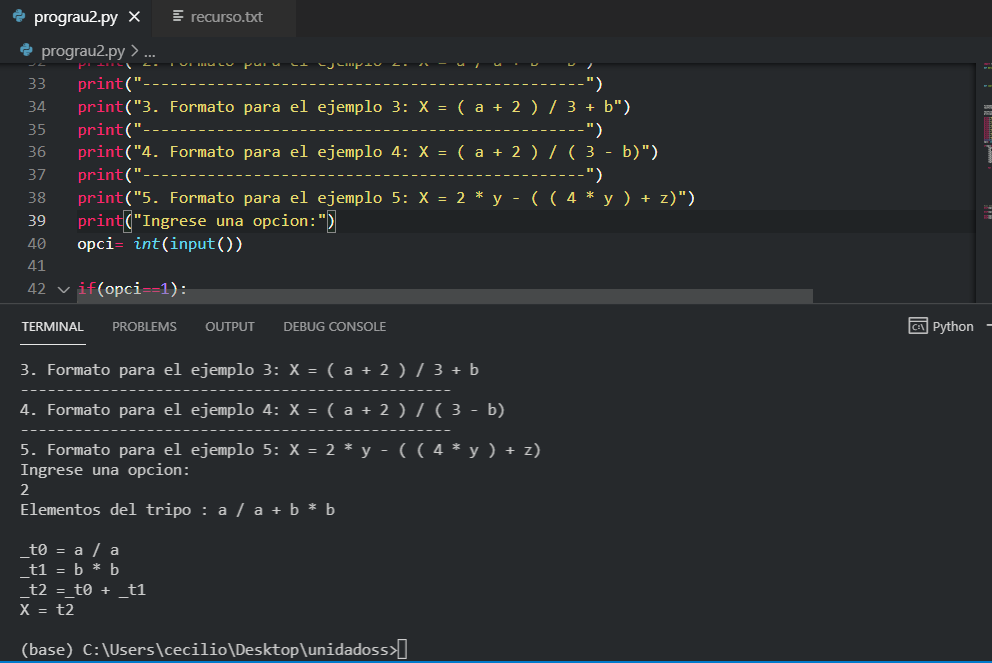 prograu2.py
recurso.txt
prograu2.py > ...
32 print("2. Formato para el ejemplo 2: X = a / a + b * b")
33 print("-------------------------------------------------")
34 print("3. Formato para el ejemplo 3: X = ( a + 2 ) / 3 + b")
35 print("-------------------------------------------------")
36 print("4. Formato para el ejemplo 4: X = ( a + 2 ) / ( 3 - b)")
37 print("-------------------------------------------------")
38 print("5. Formato para el ejemplo 5: X = 2 * y - ( ( 4 * y ) + z)")
39 print("Ingrese una opcion:")
40 opci= int(input())
41
42 if(opci==1):
TERMINAL PROBLEMS OUTPUT DEBUG CONSOLE Python
3. Formato para el ejemplo 3: X = ( a + 2 ) / 3 + b
------------------------------------------------
4. Formato para el ejemplo 4: X = ( a + 2 ) / ( 3 - b)
------------------------------------------------
5. Formato para el ejemplo 5: X = 2 * y - ( ( 4 * y ) + z)
Ingrese una opcion:
2
Elementos del tripo : a / a + b * b
_t0 = a / a
_t1 = b * b
_t2 =_t0 + _t1
X = t2
(base) C:\Users\cecilio\Desktop\unidadoss>